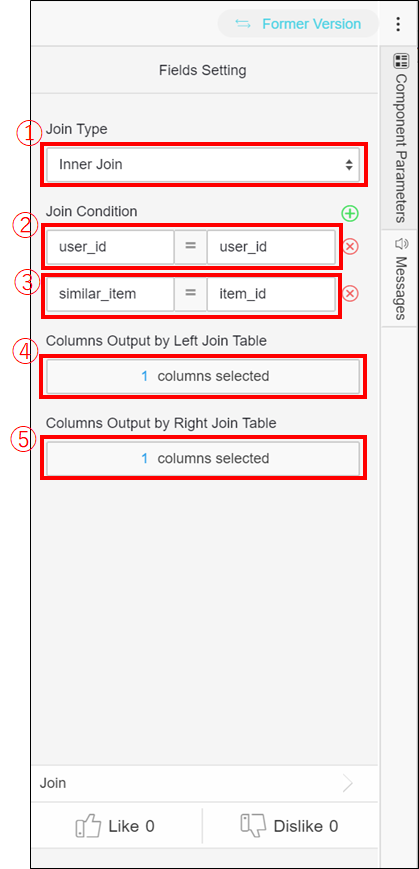 Former Version
Fields Setting
① Join Type
Inner Join
Join Condition
② user_id = user_id
③ similar_item = item_id
Columns Output by Left Join Table
④ 1 columns selected
Columns Output by Right Join Table
⑤ 1 columns selected
Join
Like 0 Dislike 0
Component Parameters
Messages